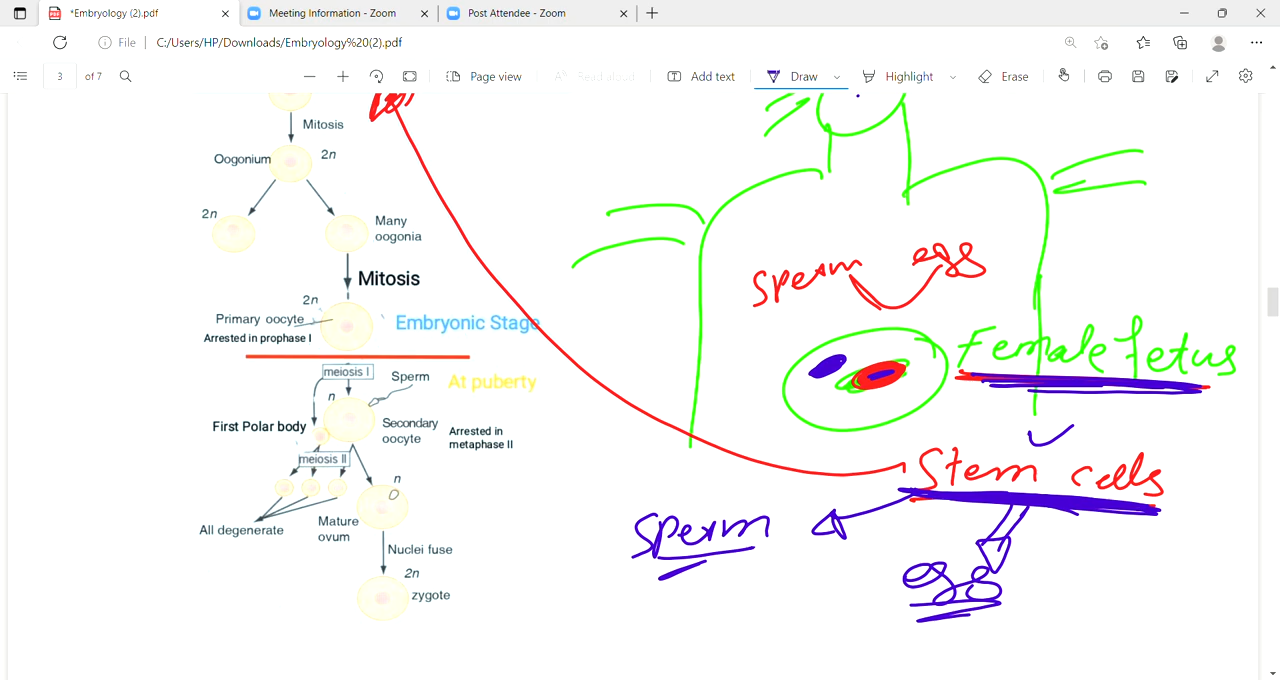 *Embryology (2).pdf
Meeting Information - Zoom
Post Attendee - Zoom
File
C:/Users/HP/Downloads/Embryology%20(2).pdf
3 of 7
Page view
Read aloud
Add text
Draw
Highlight
Erase
Mitosis
Oogonium 2n
2n
Many
oogonia
Mitosis
2n
Primary oocyte
Arrested in prophase I
Embryonic Stage
meiosis I
Sperm
At puberty
n
First Polar body
Secondary
oocyte
Arrested in
metaphase II
meiosis II
n
All degenerate
Mature
ovum
Nuclei fuse
2n
zygote
sperm egg
Female fetus
Stem cells
sperm
egg